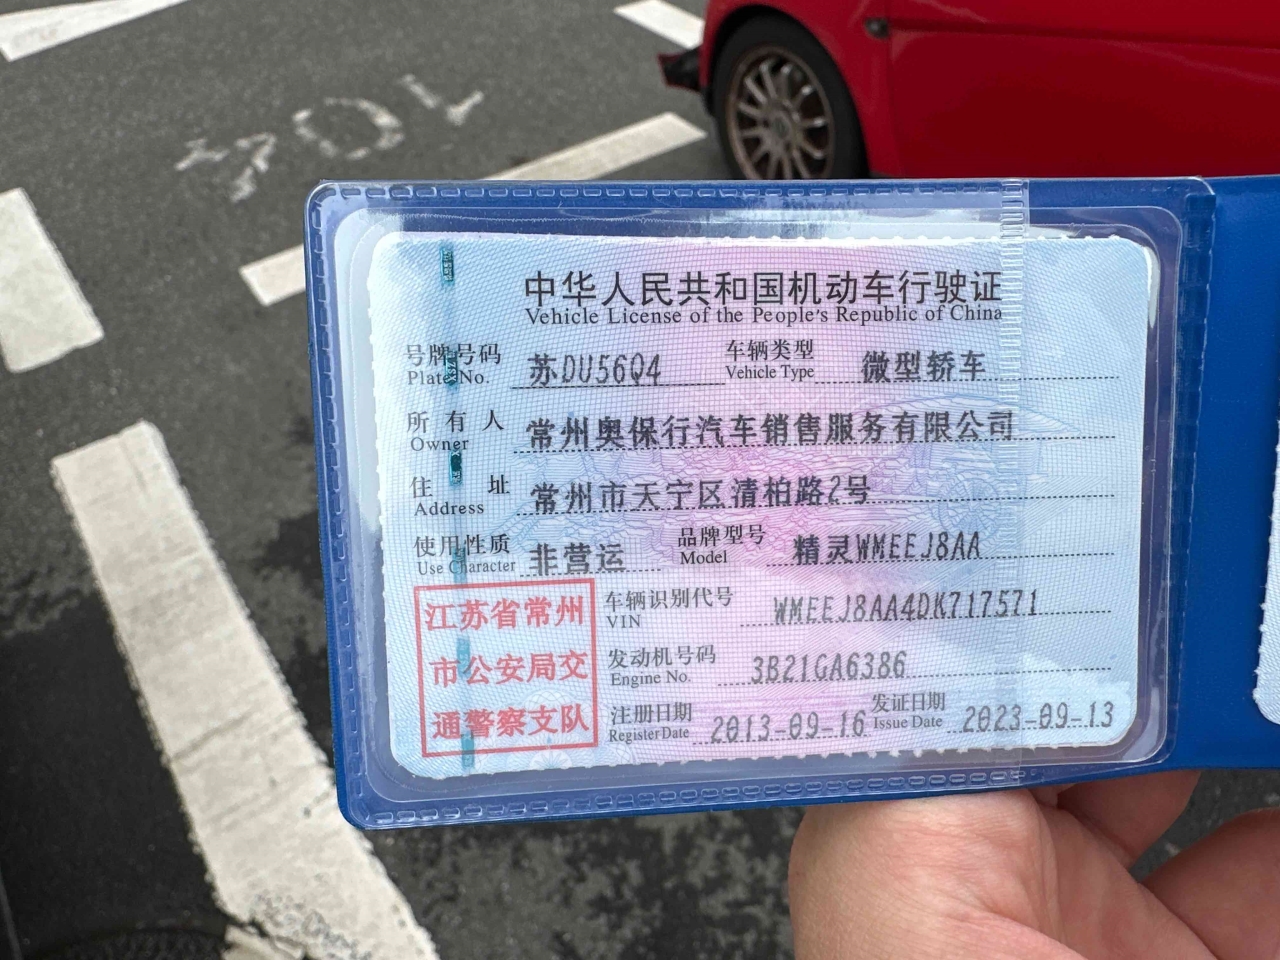 104
中华人民共和国机动车行驶证
Vehicle License of the People's Republic of China
号牌号码 苏DU56Q4 车辆类型 微型轿车
Plate No. Vehicle Type
所有人 常州奥保行汽车销售服务有限公司
Owner
住址 常州市天宁区清柏路2号
Address
使用性质 非营运 品牌型号 精灵WMEEJ8AA
Use Character Model
江苏省常州
市公安局交
通警察支队
车辆识别代号 WMEEJ8AA4DK717571
VIN
发动机号码 3B21GA6386
Engine No.
注册日期 2013-09-16 发证日期 2023-09-13
Register Date Issue Date